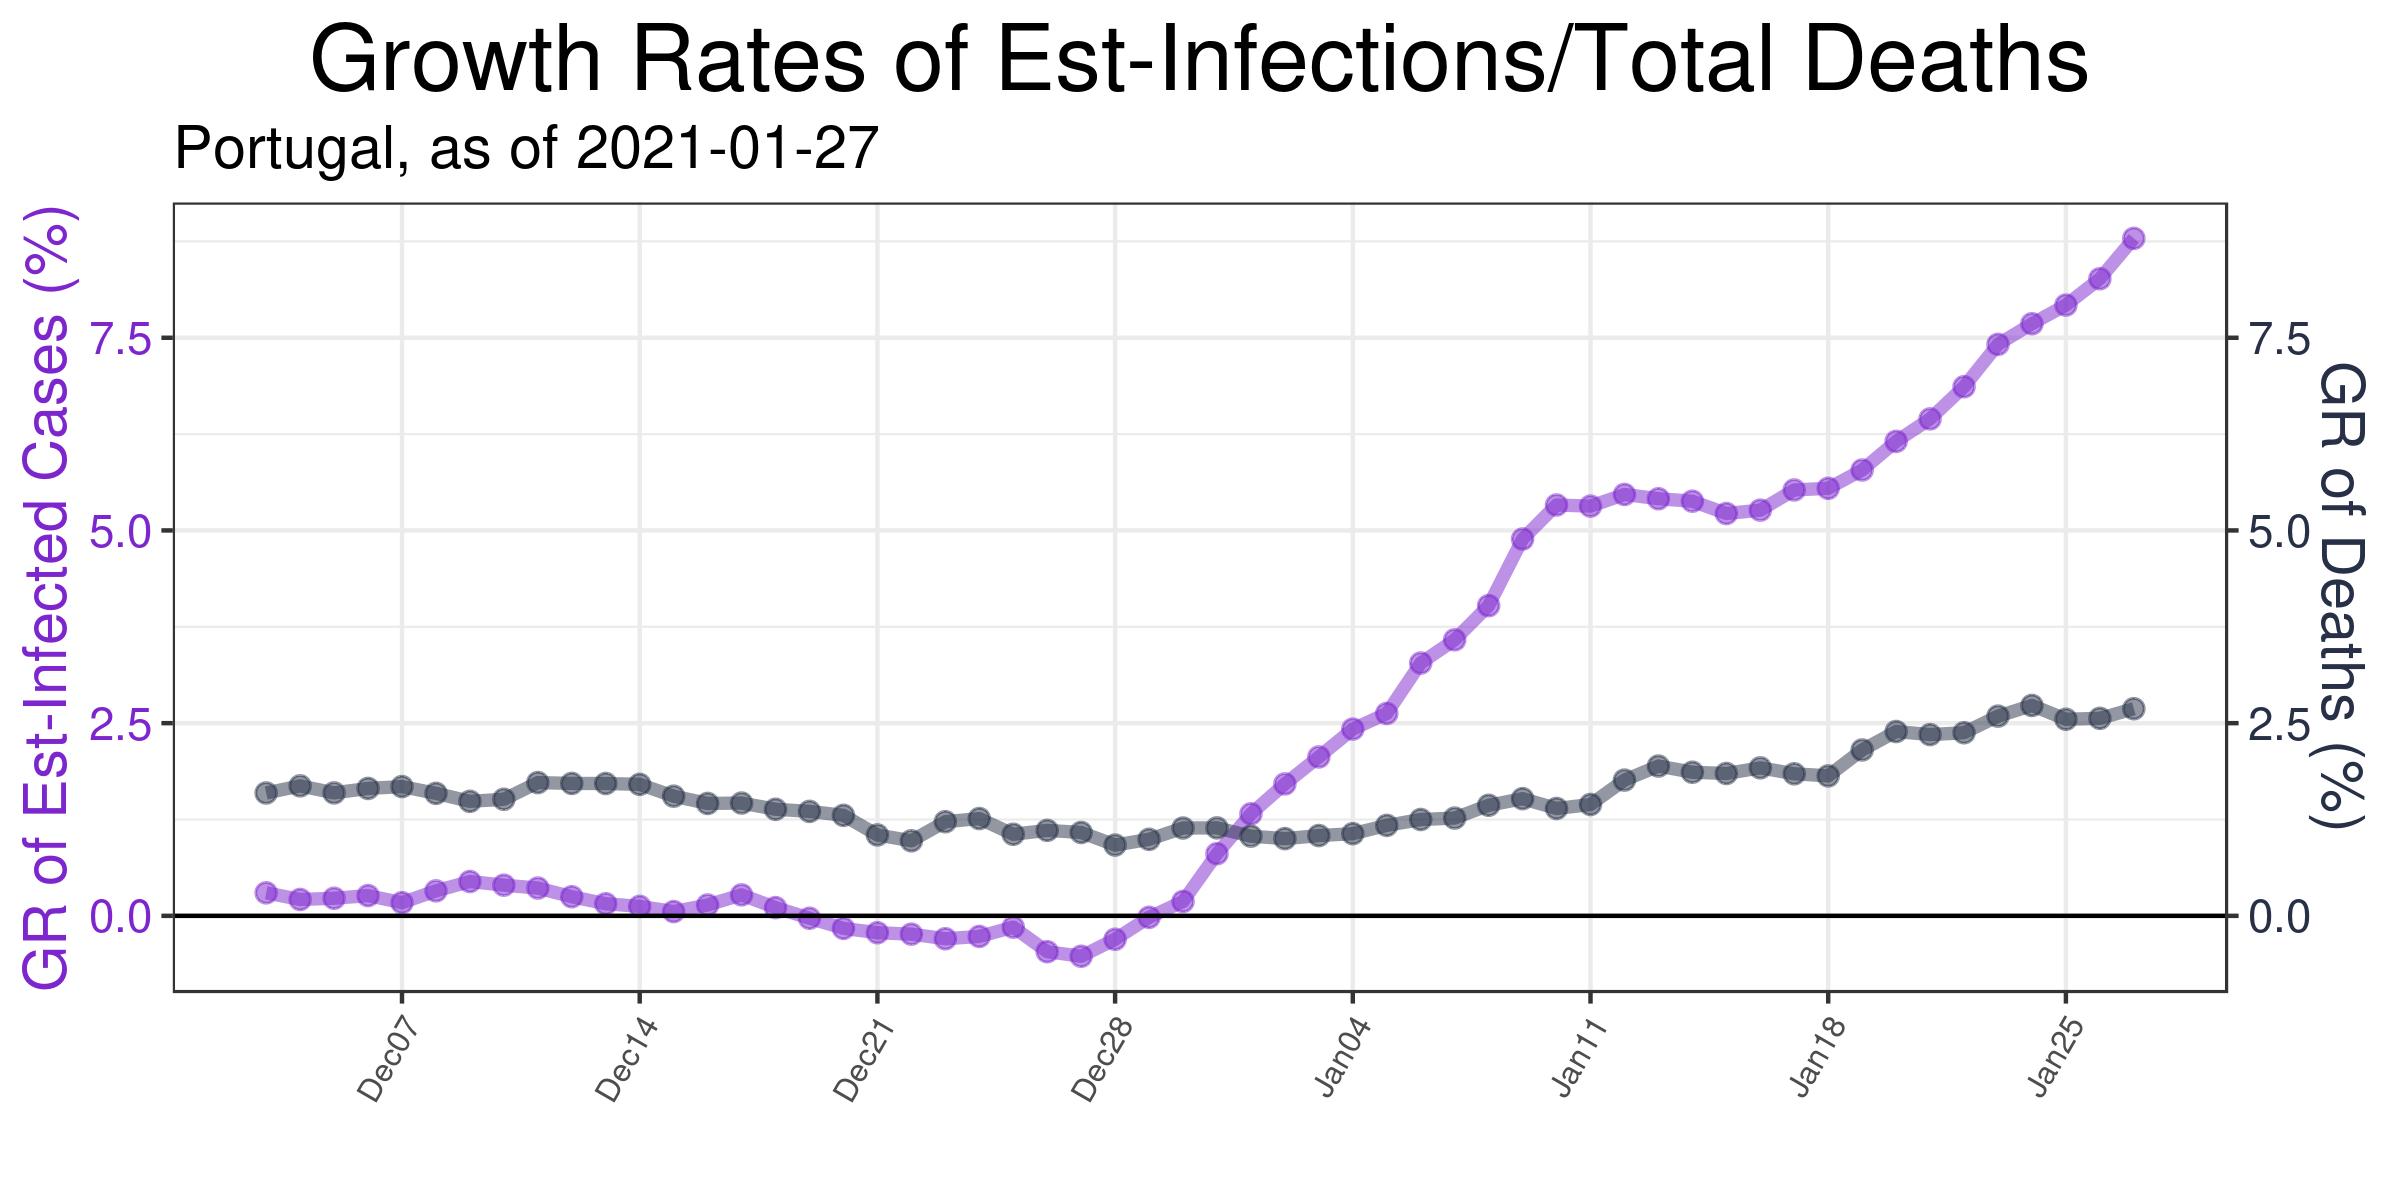 Growth Rates of Est-Infections/Total Deaths
Portugal, as of 2021-01-27
GR of Est-Infected Cases (%)
7.5
5.0
2.5
0.0
7.5
5.0
2.5
0.0
GR of Deaths (%)
Dec07
Dec14
Dec21
Dec28
Jan04
Jan11
Jan18
Jan25